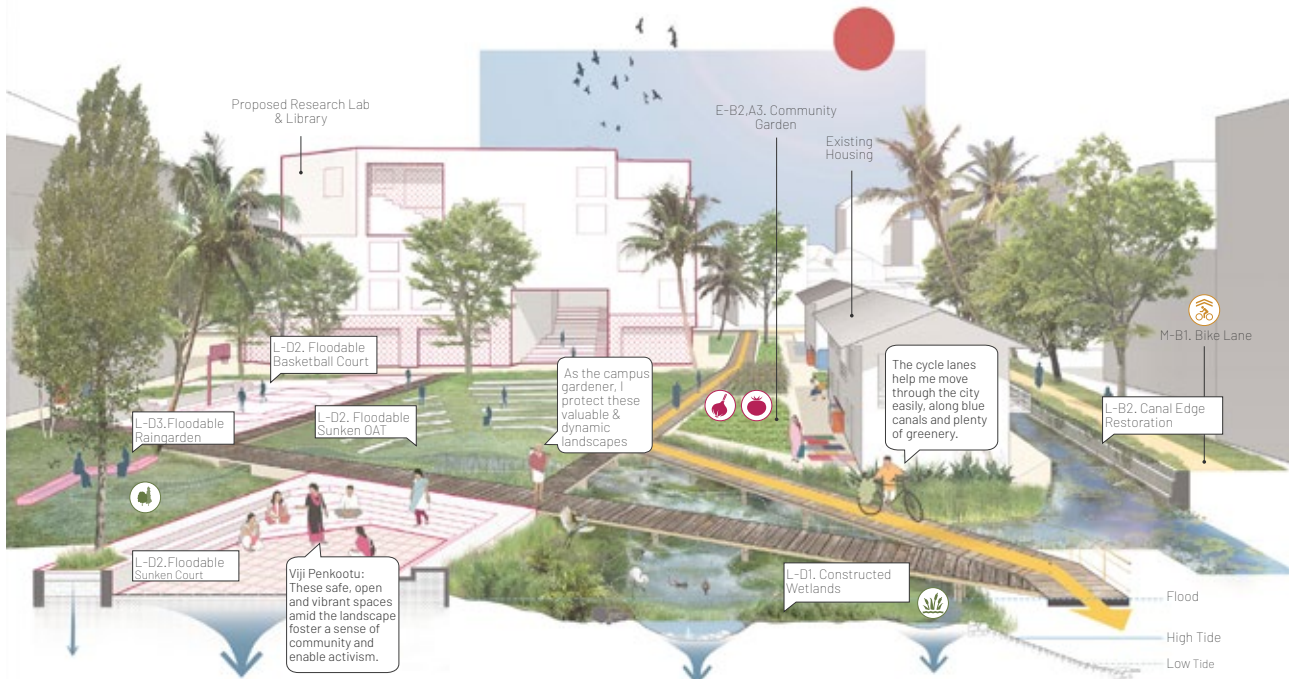 Proposed Research Lab
& Library
E-B2,A3. Community
Garden
Existing
Housing
M-B1. Bike Lane
L-D2. Floodable
Basketball Court
As the campus
gardener, I
protect these
valuable &
dynamic
landscapes
The cycle lanes
help me move
through the city
easily, along blue
canals and plenty
of greenery.
L-B2. Canal Edge
Restoration
L-D3.Floodable
Raingarden
L-D2. Floodable
Sunken OAT
L-D2.Floodable
Sunken Court
Viji Penkootu:
These safe, open
and vibrant spaces
amid the landscape
foster a sense of
community and
enable activism.
L-D1. Constructed
Wetlands
Flood
High Tide
Low Tide